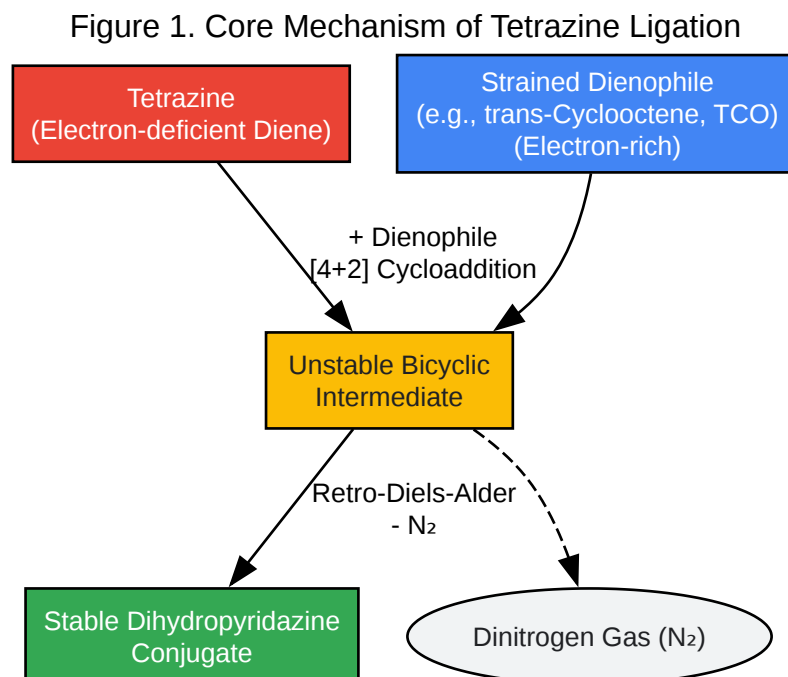 Figure 1. Core Mechanism of Tetrazine Ligation
Tetrazine
(Electron-deficient Diene)
Strained Dienophile
(e.g., trans-Cyclooctene, TCO)
(Electron-rich)
+ Dienophile
[4+2] Cycloaddition
Unstable Bicyclic
Intermediate
Retro-Diels-Alder
- N₂
Stable Dihydropyridazine
Conjugate
Dinitrogen Gas (N₂)